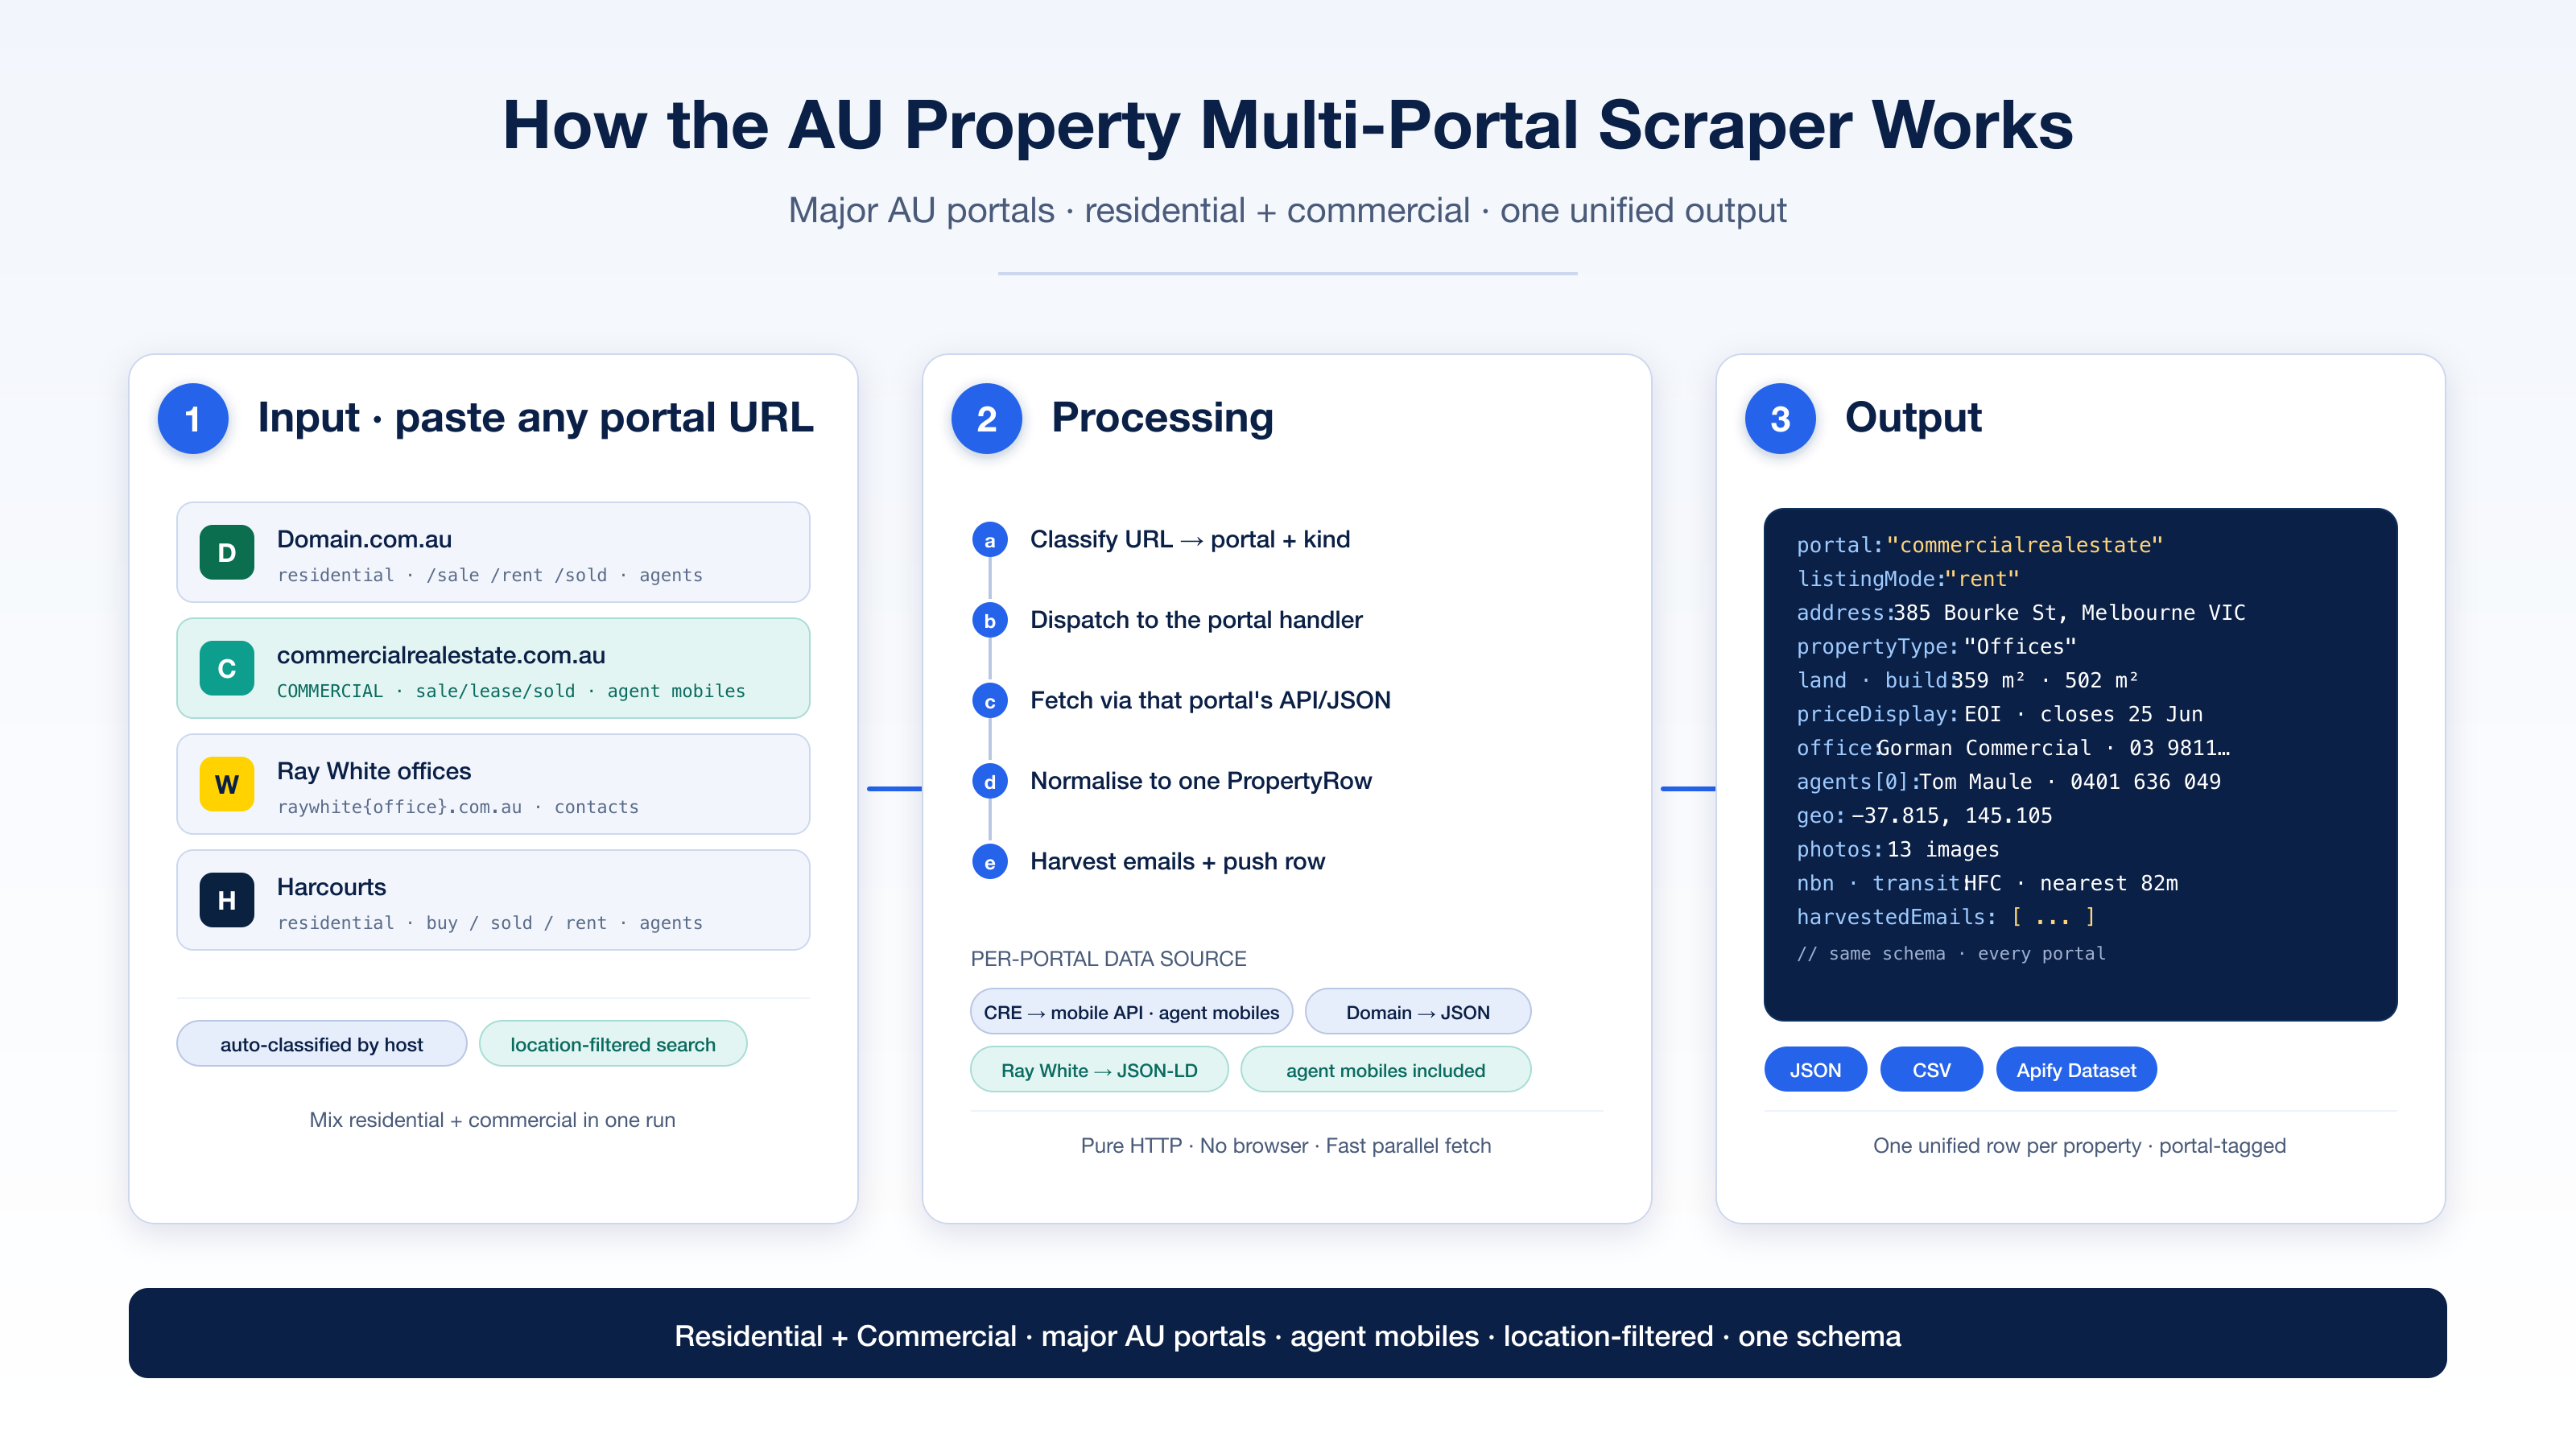 How the AU Property Multi-Portal Scraper Works
Major AU portals · residential + commercial · one unified output
1
Input · paste any portal URL
D
Domain.com.au
residential · /sale /rent /sold · agents
C
commercialrealestate.com.au
COMMERCIAL · sale/lease/sold · agent mobiles
W
Ray White offices
raywhite{office}.com.au · contacts
H
Harcourts
residential · buy / sold / rent · agents
auto-classified by host
location-filtered search
Mix residential + commercial in one run
2
Processing
a Classify URL → portal + kind
b Dispatch to the portal handler
c Fetch via that portal's API/JSON
d Normalise to one PropertyRow
e Harvest emails + push row
PER-PORTAL DATA SOURCE
CRE → mobile API · agent mobiles
Domain → JSON
Ray White → JSON-LD
agent mobiles included
Pure HTTP · No browser · Fast parallel fetch
3
Output
portal: "commercialrealestate"
listingMode: "rent"
address: 385 Bourke St, Melbourne VIC
propertyType: "Offices"
land · build: 359 m² · 502 m²
priceDisplay: EOI · closes 25 Jun
office: Gorman Commercial · 03 9811…
agents[0]: Tom Maule · 0401 636 049
geo: −37.815, 145.105
photos: 13 images
nbn · transit: HFC · nearest 82m
harvestedEmails: [ ... ]
// same schema · every portal
JSON
CSV
Apify Dataset
One unified row per property · portal-tagged
Residential + Commercial · major AU portals · agent mobiles · location-filtered · one schema